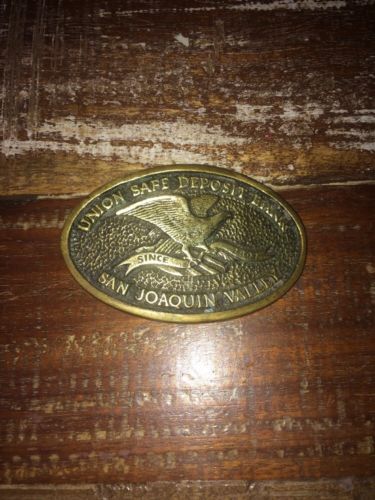 UNION SAFE DEPOSIT BANK
SINCE
SAN JOAQUIN VALLEY